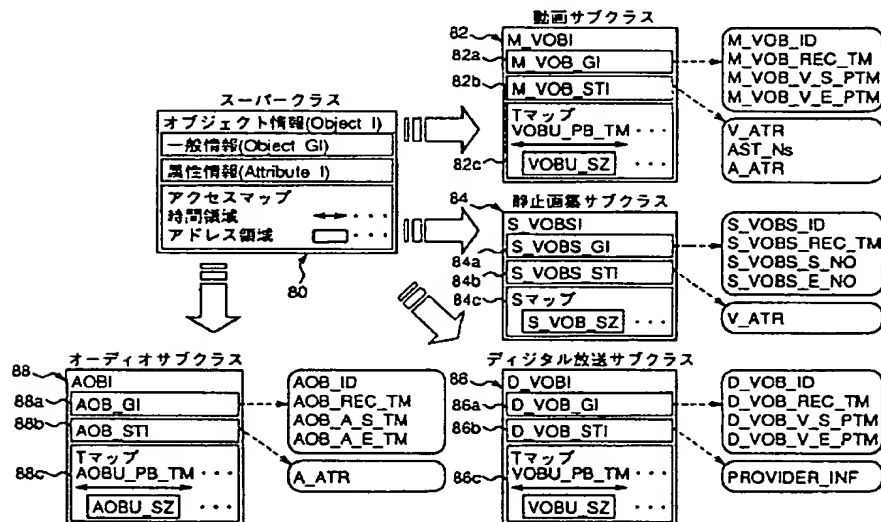 スーパークラス
オブジェクト情報(Object_I)
一般情報(Object_GI)
属性情報(Attribute_I)
アクセスマップ
時間領域 ・・・
アドレス領域 ・・・
80
動画サブクラス
82
M_VOBI
82a
M_VOB_GI
82b
M_VOB_STI
Tマップ
VOBU_PB_TM ・・・
82c
VOBU_SZ ・・・
M_VOB_ID
M_VOB_REC_TM
M_VOB_V_S_PTM
M_VOB_V_E_PTM
V_ATR
AST_Ns
A_ATR
静止画集サブクラス
84
S_VOBSI
84a
S_VOBS_GI
84b
S_VOBS_STI
84c
Sマップ
S_VOB_SZ ・・・
S_VOBS_ID
S_VOBS_REC_TM
S_VOBS_S_NO
S_VOBS_E_NO
V_ATR
オーディオサブクラス
88
AOBI
88a
AOB_GI
88b
AOB_STI
Tマップ
AOBU_PB_TM ・・・
88c
AOBU_SZ ・・・
AOB_ID
AOB_REC_TM
AOB_A_S_TM
AOB_A_E_TM
A_ATR
ディジタル放送サブクラス
86
D_VOBI
86a
D_VOB_GI
86b
D_VOB_STI
Tマップ
VOBU_PB_TM ・・・
86c
VOBU_SZ ・・・
D_VOB_ID
D_VOB_REC_TM
D_VOB_V_S_PTM
D_VOB_V_E_PTM
PROVIDER_INF